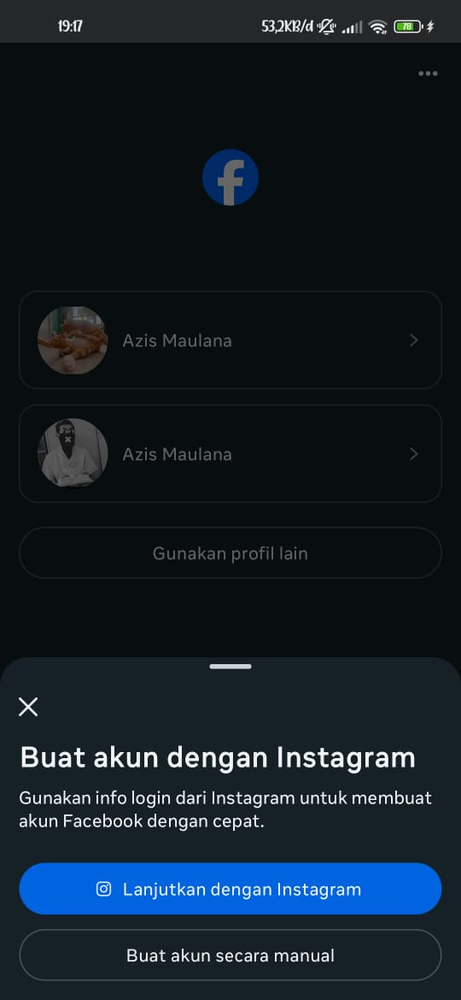 19:17 53,2KB/d 78
Azis Maulana
Azis Maulana
Gunakan profil lain
Buat akun dengan Instagram
Gunakan info login dari Instagram untuk membuat
akun Facebook dengan cepat.
Lanjutkan dengan Instagram
Buat akun secara manual